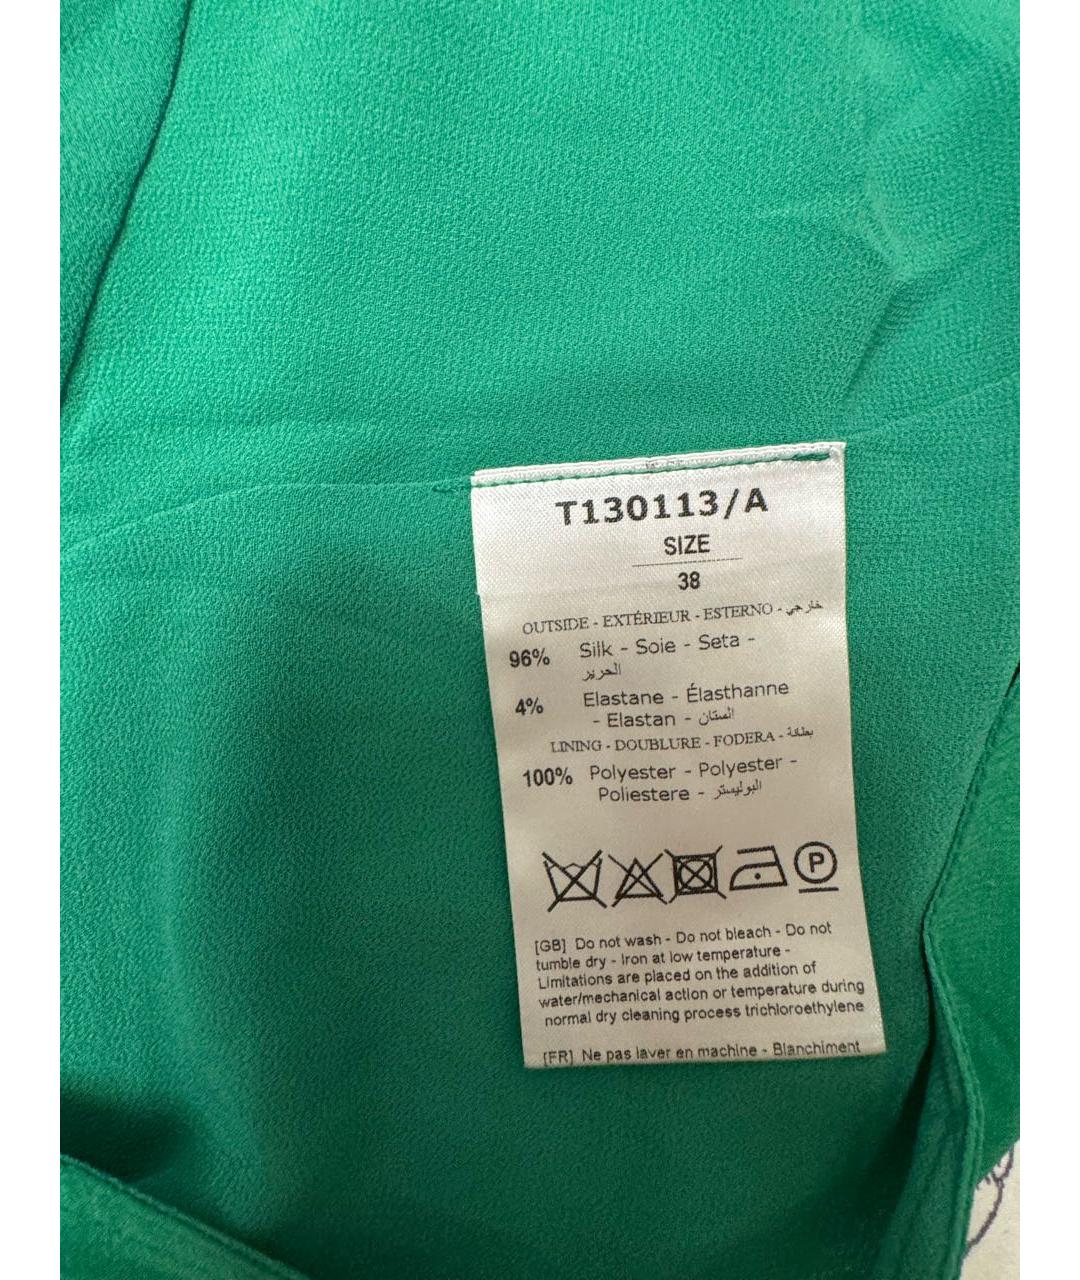 T130113/A
SIZE
38
OUTSIDE - EXTÉRIEUR - ESTERNO - خارجي
96% Silk - Soie - Seta -
الحرير
4% Elastane - Élasthanne
- Elastan - الستان
LINING - DOUBLURE - FODERA - بطانة
100% Polyester - Polyester -
Poliestere - البوليستر
P
[GB] Do not wash - Do not bleach - Do not
tumble dry - Iron at low temperature -
Limitations are placed on the addition of
water/mechanical action or temperature during
normal dry cleaning process trichloroethylene
[FR] Ne pas laver en machine - Blanchiment